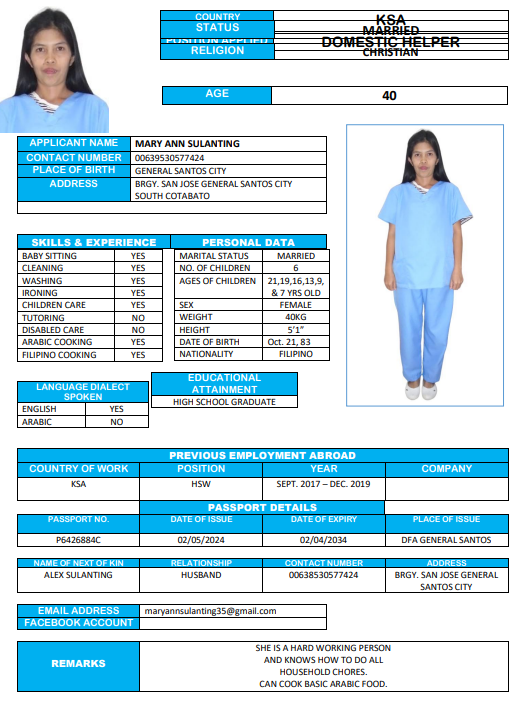 COUNTRY KSA
STATUS MARRIED
POSITION APPLIED DOMESTIC HELPER
RELIGION CHRISTIAN
AGE 40
APPLICANT NAME MARY ANN SULANTING
CONTACT NUMBER 00639530577424
PLACE OF BIRTH GENERAL SANTOS CITY
ADDRESS BRGY. SAN JOSE GENERAL SANTOS CITY
SOUTH COTABATO
SKILLS & EXPERIENCE
BABY SITTING YES
CLEANING YES
WASHING YES
IRONING YES
CHILDREN CARE YES
TUTORING NO
DISABLED CARE NO
ARABIC COOKING YES
FILIPINO COOKING YES
PERSONAL DATA
MARITAL STATUS MARRIED
NO. OF CHILDREN 6
AGES OF CHILDREN 21,19,16,13,9,
& 7 YRS OLD
SEX FEMALE
WEIGHT 40KG
HEIGHT 5'1”
DATE OF BIRTH Oct. 21, 83
NATIONALITY FILIPINO
LANGUAGE DIALECT
SPOKEN
ENGLISH YES
ARABIC NO
EDUCATIONAL
ATTAINMENT
HIGH SCHOOL GRADUATE
PREVIOUS EMPLOYMENT ABROAD
COUNTRY OF WORK POSITION YEAR COMPANY
KSA HSW SEPT. 2017 – DEC. 2019
PASSPORT DETAILS
PASSPORT NO. DATE OF ISSUE DATE OF EXPIRY PLACE OF ISSUE
P6426884C 02/05/2024 02/04/2034 DFA GENERAL SANTOS
NAME OF NEXT OF KIN RELATIONSHIP CONTACT NUMBER ADDRESS
ALEX SULANTING HUSBAND 00638530577424 BRGY. SAN JOSE GENERAL
SANTOS CITY
EMAIL ADDRESS maryannsulanting35@gmail.com
FACEBOOK ACCOUNT
REMARKS
SHE IS A HARD WORKING PERSON
AND KNOWS HOW TO DO ALL
HOUSEHOLD CHORES.
CAN COOK BASIC ARABIC FOOD.